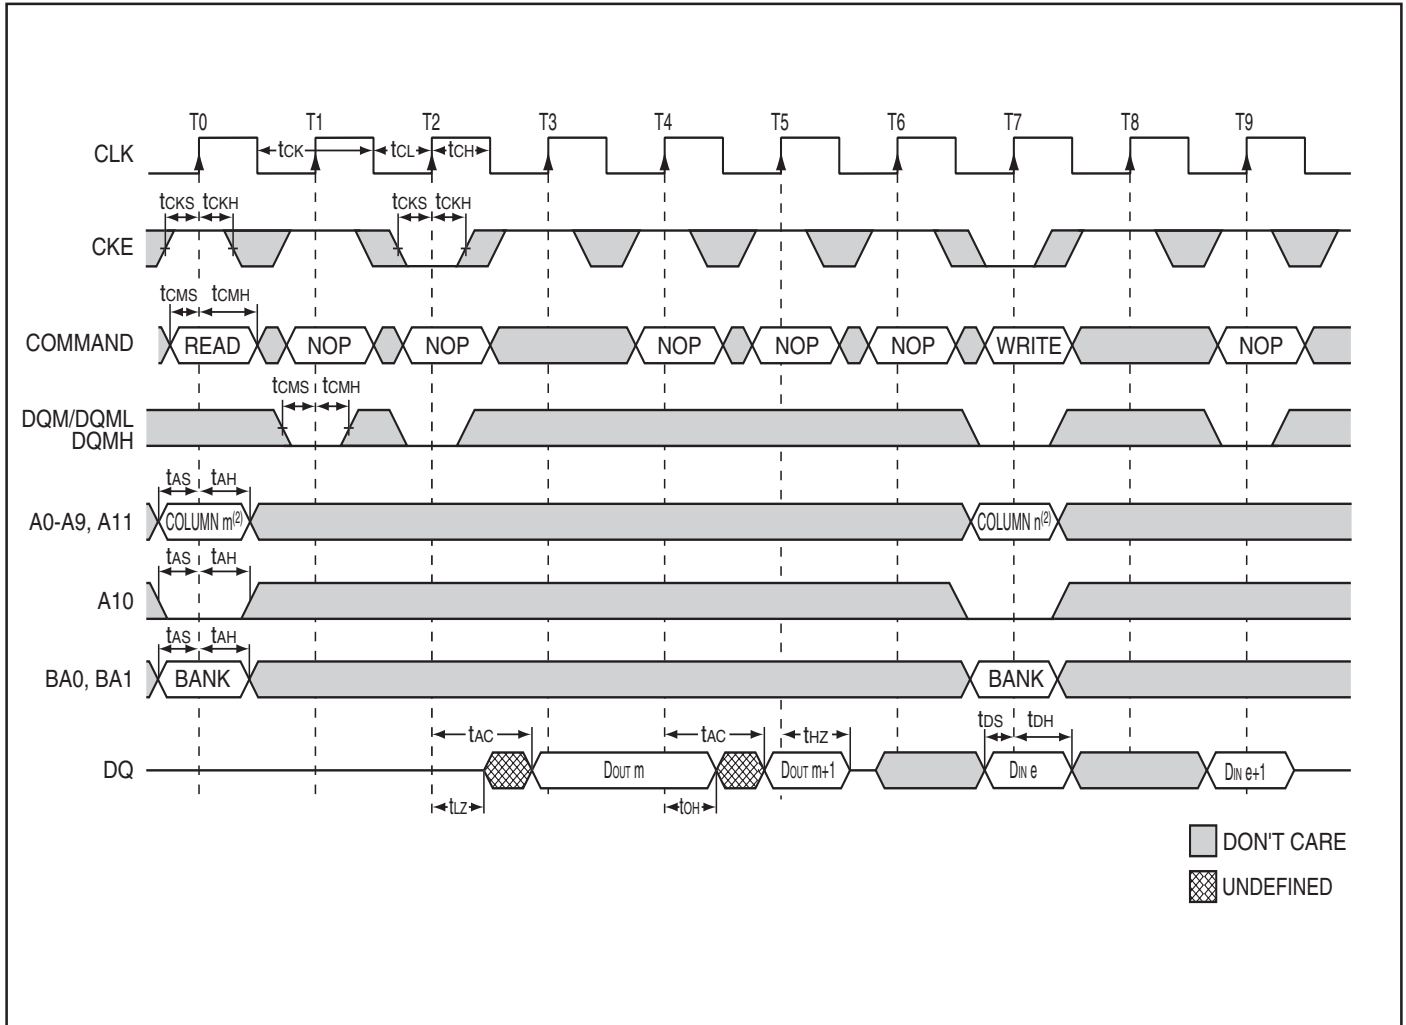 T0 T1 T2 T3 T4 T5 T6 T7 T8 T9
CLK tCK tCL tCH
tCKS tCKH tCKS tCKH
CKE
tCMS tCMH
COMMAND READ NOP NOP NOP NOP NOP WRITE NOP
tCMS tCMH
DQM/DQML
DQMH
tAS tAH
A0-A9, A11 COLUMN m(2) COLUMN n(2)
tAS tAH
A10
tAS tAH
BA0, BA1 BANK BANK
tAC tAC tHZ tDS tDH
DQ DOUT m DOUT m+1 DIN e DIN e+1
tLZ tOH
DON'T CARE
UNDEFINED